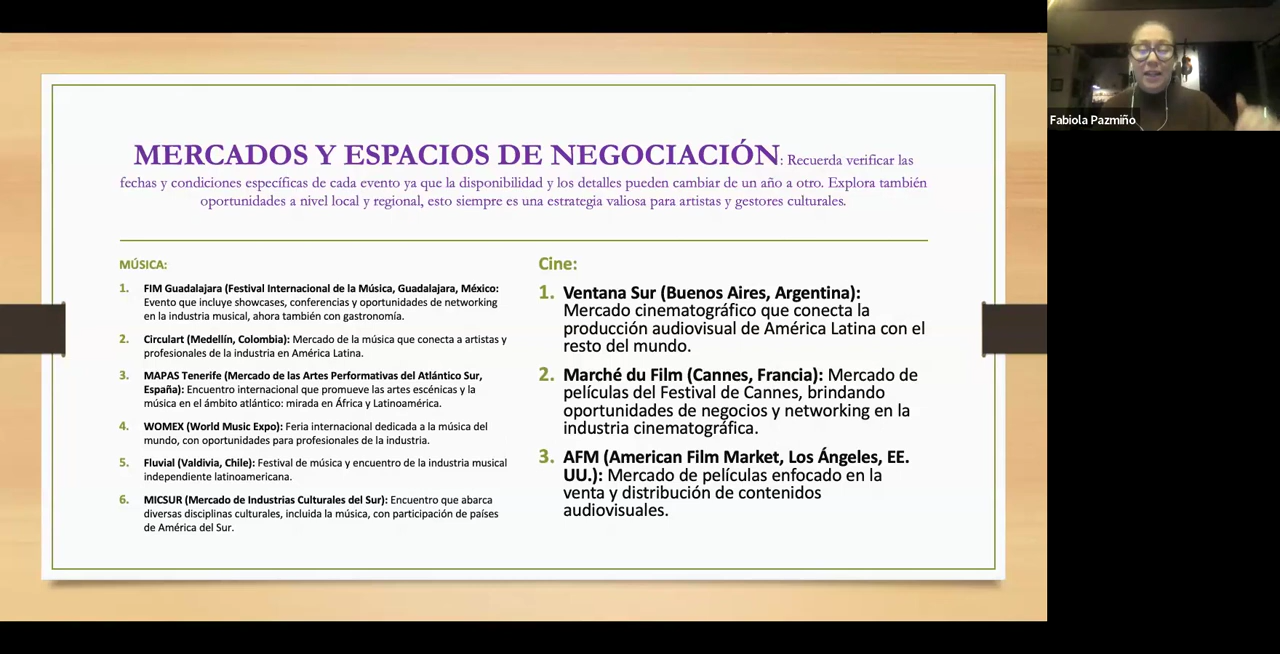 MERCADOS Y ESPACIOS DE NEGOCIACIÓN: Recuerda verificar las
fechas y condiciones específicas de cada evento ya que la disponibilidad y los detalles pueden cambiar de un año a otro. Explora también
oportunidades a nivel local y regional, esto siempre es una estrategia valiosa para artistas y gestores culturales.
MÚSICA:
1. FIM Guadalajara (Festival Internacional de la Música, Guadalajara, México:
Evento que incluye showcases, conferencias y oportunidades de networking
en la industria musical, ahora también con gastronomía.
2. Circulart (Medellín, Colombia): Mercado de la música que conecta a artistas y
profesionales de la industria en América Latina.
3. MAPAS Tenerife (Mercado de las Artes Performativas del Atlántico Sur,
España): Encuentro internacional que promueve las artes escénicas y la
música en el ámbito atlántico: mirada en África y Latinoamérica.
4. WOMEX (World Music Expo): Feria internacional dedicada a la música del
mundo, con oportunidades para profesionales de la industria.
5. Fluvial (Valdivia, Chile): Festival de música y encuentro de la industria musical
independiente latinoamericana.
6. MICSUR (Mercado de Industrias Culturales del Sur): Encuentro que abarca
diversas disciplinas culturales, incluida la música, con participación de países
de América del Sur.
Cine:
1. Ventana Sur (Buenos Aires, Argentina):
Mercado cinematográfico que conecta la
producción audiovisual de América Latina con el
resto del mundo.
2. Marché du Film (Cannes, Francia): Mercado de
películas del Festival de Cannes, brindando
oportunidades de negocios y networking en la
industria cinematográfica.
3. AFM (American Film Market, Los Ángeles, EE.
UU.): Mercado de películas enfocado en la
venta y distribución de contenidos
audiovisuales.
Fabiola Pazmiño